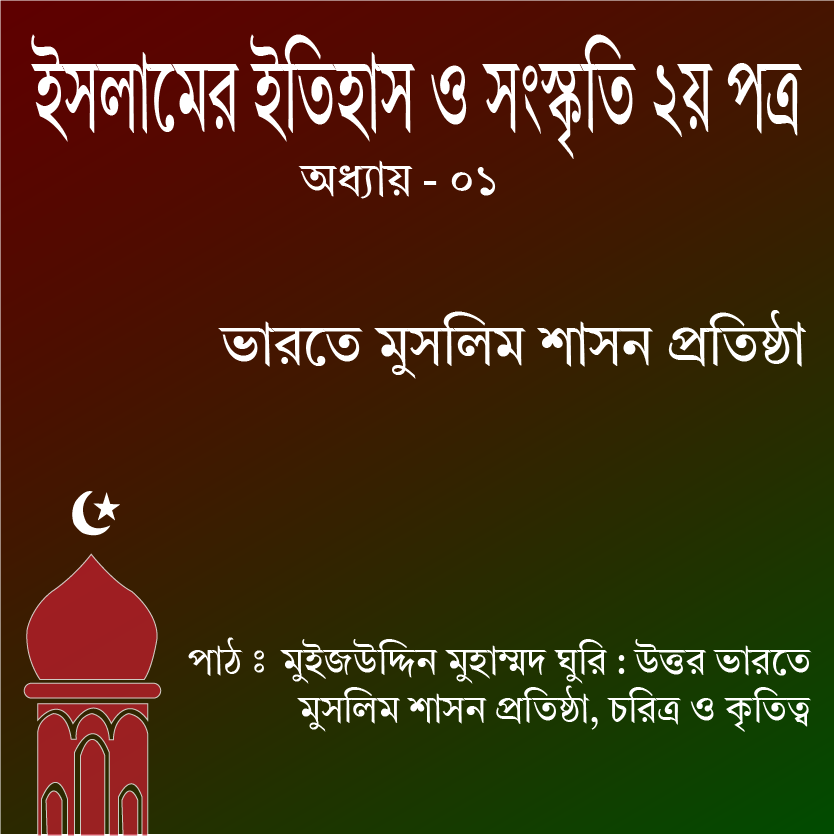 ইসলামের ইতিহাস ও সংস্কৃতি ২য় পত্র
অধ্যায় - ০১
ভারতে মুসলিম শাসন প্রতিষ্ঠা
পাঠ ঃ মুইজউদ্দিন মুহাম্মদ ঘুরি : উত্তর ভারতে
মুসলিম শাসন প্রতিষ্ঠা, চরিত্র ও কৃতিত্ব